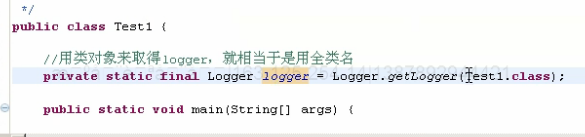 */
public class Test1 {
//用类对象来取得logger，就相当于是用全类名
private static final Logger logger = Logger.getLogger(Test1.class);
public static void main(String[] args) {